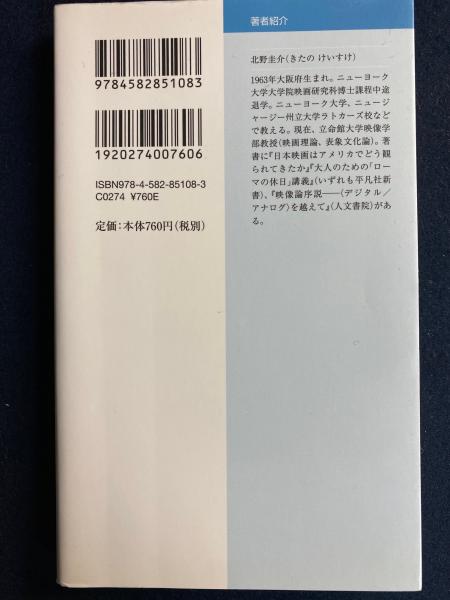 9784582851083
1920274007606
ISBN978-4-582-85108-3
C0274 ¥760E
定価:本体760円(税別)
著者紹介
北野圭介(きたの けいすけ)
1963年大阪府生まれ。ニューヨーク
大学大学院映画研究科博士課程中途
退学。ニューヨーク大学、ニュージ
ャージー州立大学ラトガーズ校など
で教える。現在、立命館大学映像学
部教授(映画理論、表象文化論)。著
書に『日本映画はアメリカでどう観
られてきたか』『大人のための「ロー
マの休日」講義』(いずれも平凡社新
書)、『映像論序説——〈デジタル/
アナログ〉を越えて』(人文書院)があ
る。